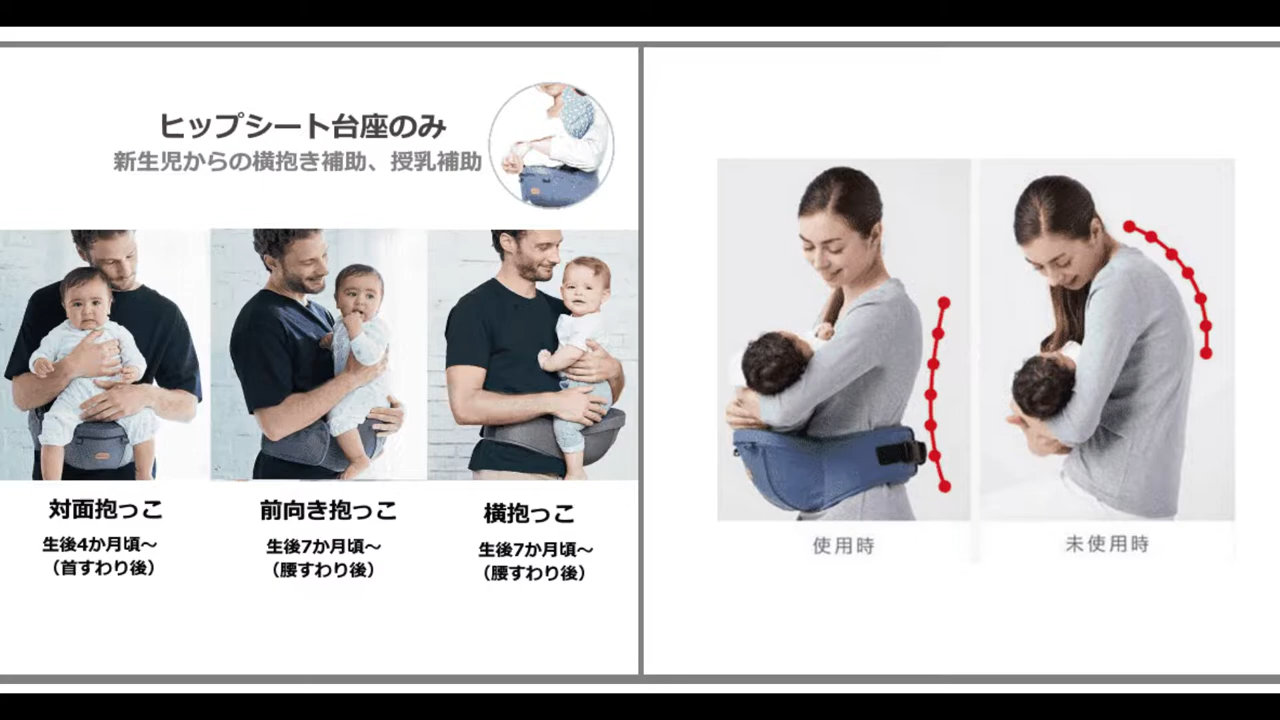 ヒップシート台座のみ
新生児からの横抱き補助、授乳補助
対面抱っこ
生後4か月頃〜
（首すわり後）
前向き抱っこ
生後7か月頃〜
（腰すわり後）
横抱っこ
生後7か月頃〜
（腰すわり後）
使用時
未使用時